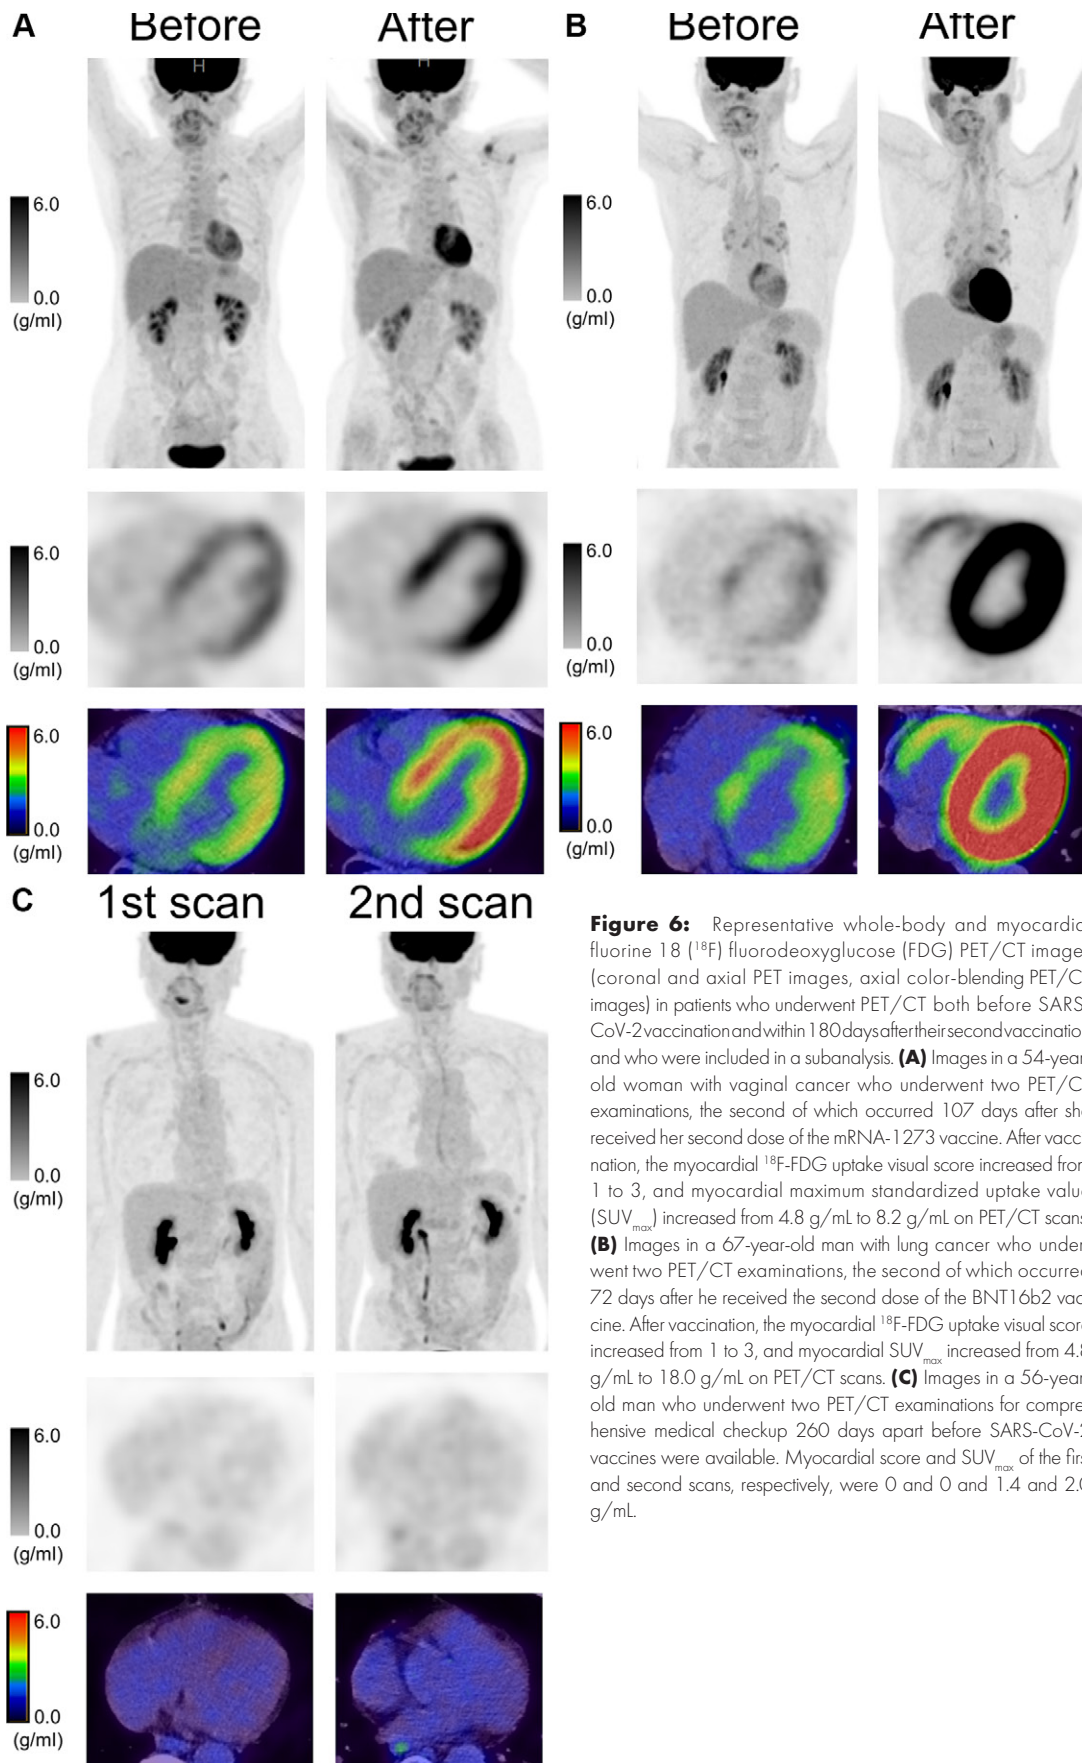 A Before After B Before After
H H
6.0 6.0
0.0 0.0
(g/ml) (g/ml)
6.0 6.0
0.0 0.0
(g/ml) (g/ml)
6.0 6.0
0.0 0.0
(g/ml) (g/ml)
C 1st scan 2nd scan
6.0
0.0
(g/ml)
6.0
0.0
(g/ml)
6.0
0.0
(g/ml)
Figure 6: Representative whole-body and myocardia
fluorine 18 (18F) fluorodeoxyglucose (FDG) PET/CT image
(coronal and axial PET images, axial color-blending PET/C
images) in patients who underwent PET/CT both before SARS
CoV-2 vaccination and within 180 days after their second vaccinatio
and who were included in a subanalysis. (A) Images in a 54-year
old woman with vaginal cancer who underwent two PET/C
examinations, the second of which occurred 107 days after sh
received her second dose of the mRNA-1273 vaccine. After vacci
nation, the myocardial 18F-FDG uptake visual score increased from
1 to 3, and myocardial maximum standardized uptake valu
(SUVmax) increased from 4.8 g/mL to 8.2 g/mL on PET/CT scans
(B) Images in a 67-year-old man with lung cancer who under
went two PET/CT examinations, the second of which occurred
72 days after he received the second dose of the BNT16b2 vac
cine. After vaccination, the myocardial 18F-FDG uptake visual score
increased from 1 to 3, and myocardial SUVmax increased from 4.8
g/mL to 18.0 g/mL on PET/CT scans. (C) Images in a 56-year
old man who underwent two PET/CT examinations for compre
hensive medical checkup 260 days apart before SARS-CoV-2
vaccines were available. Myocardial score and SUVmax of the firs
and second scans, respectively, were 0 and 0 and 1.4 and 2.0
g/mL.